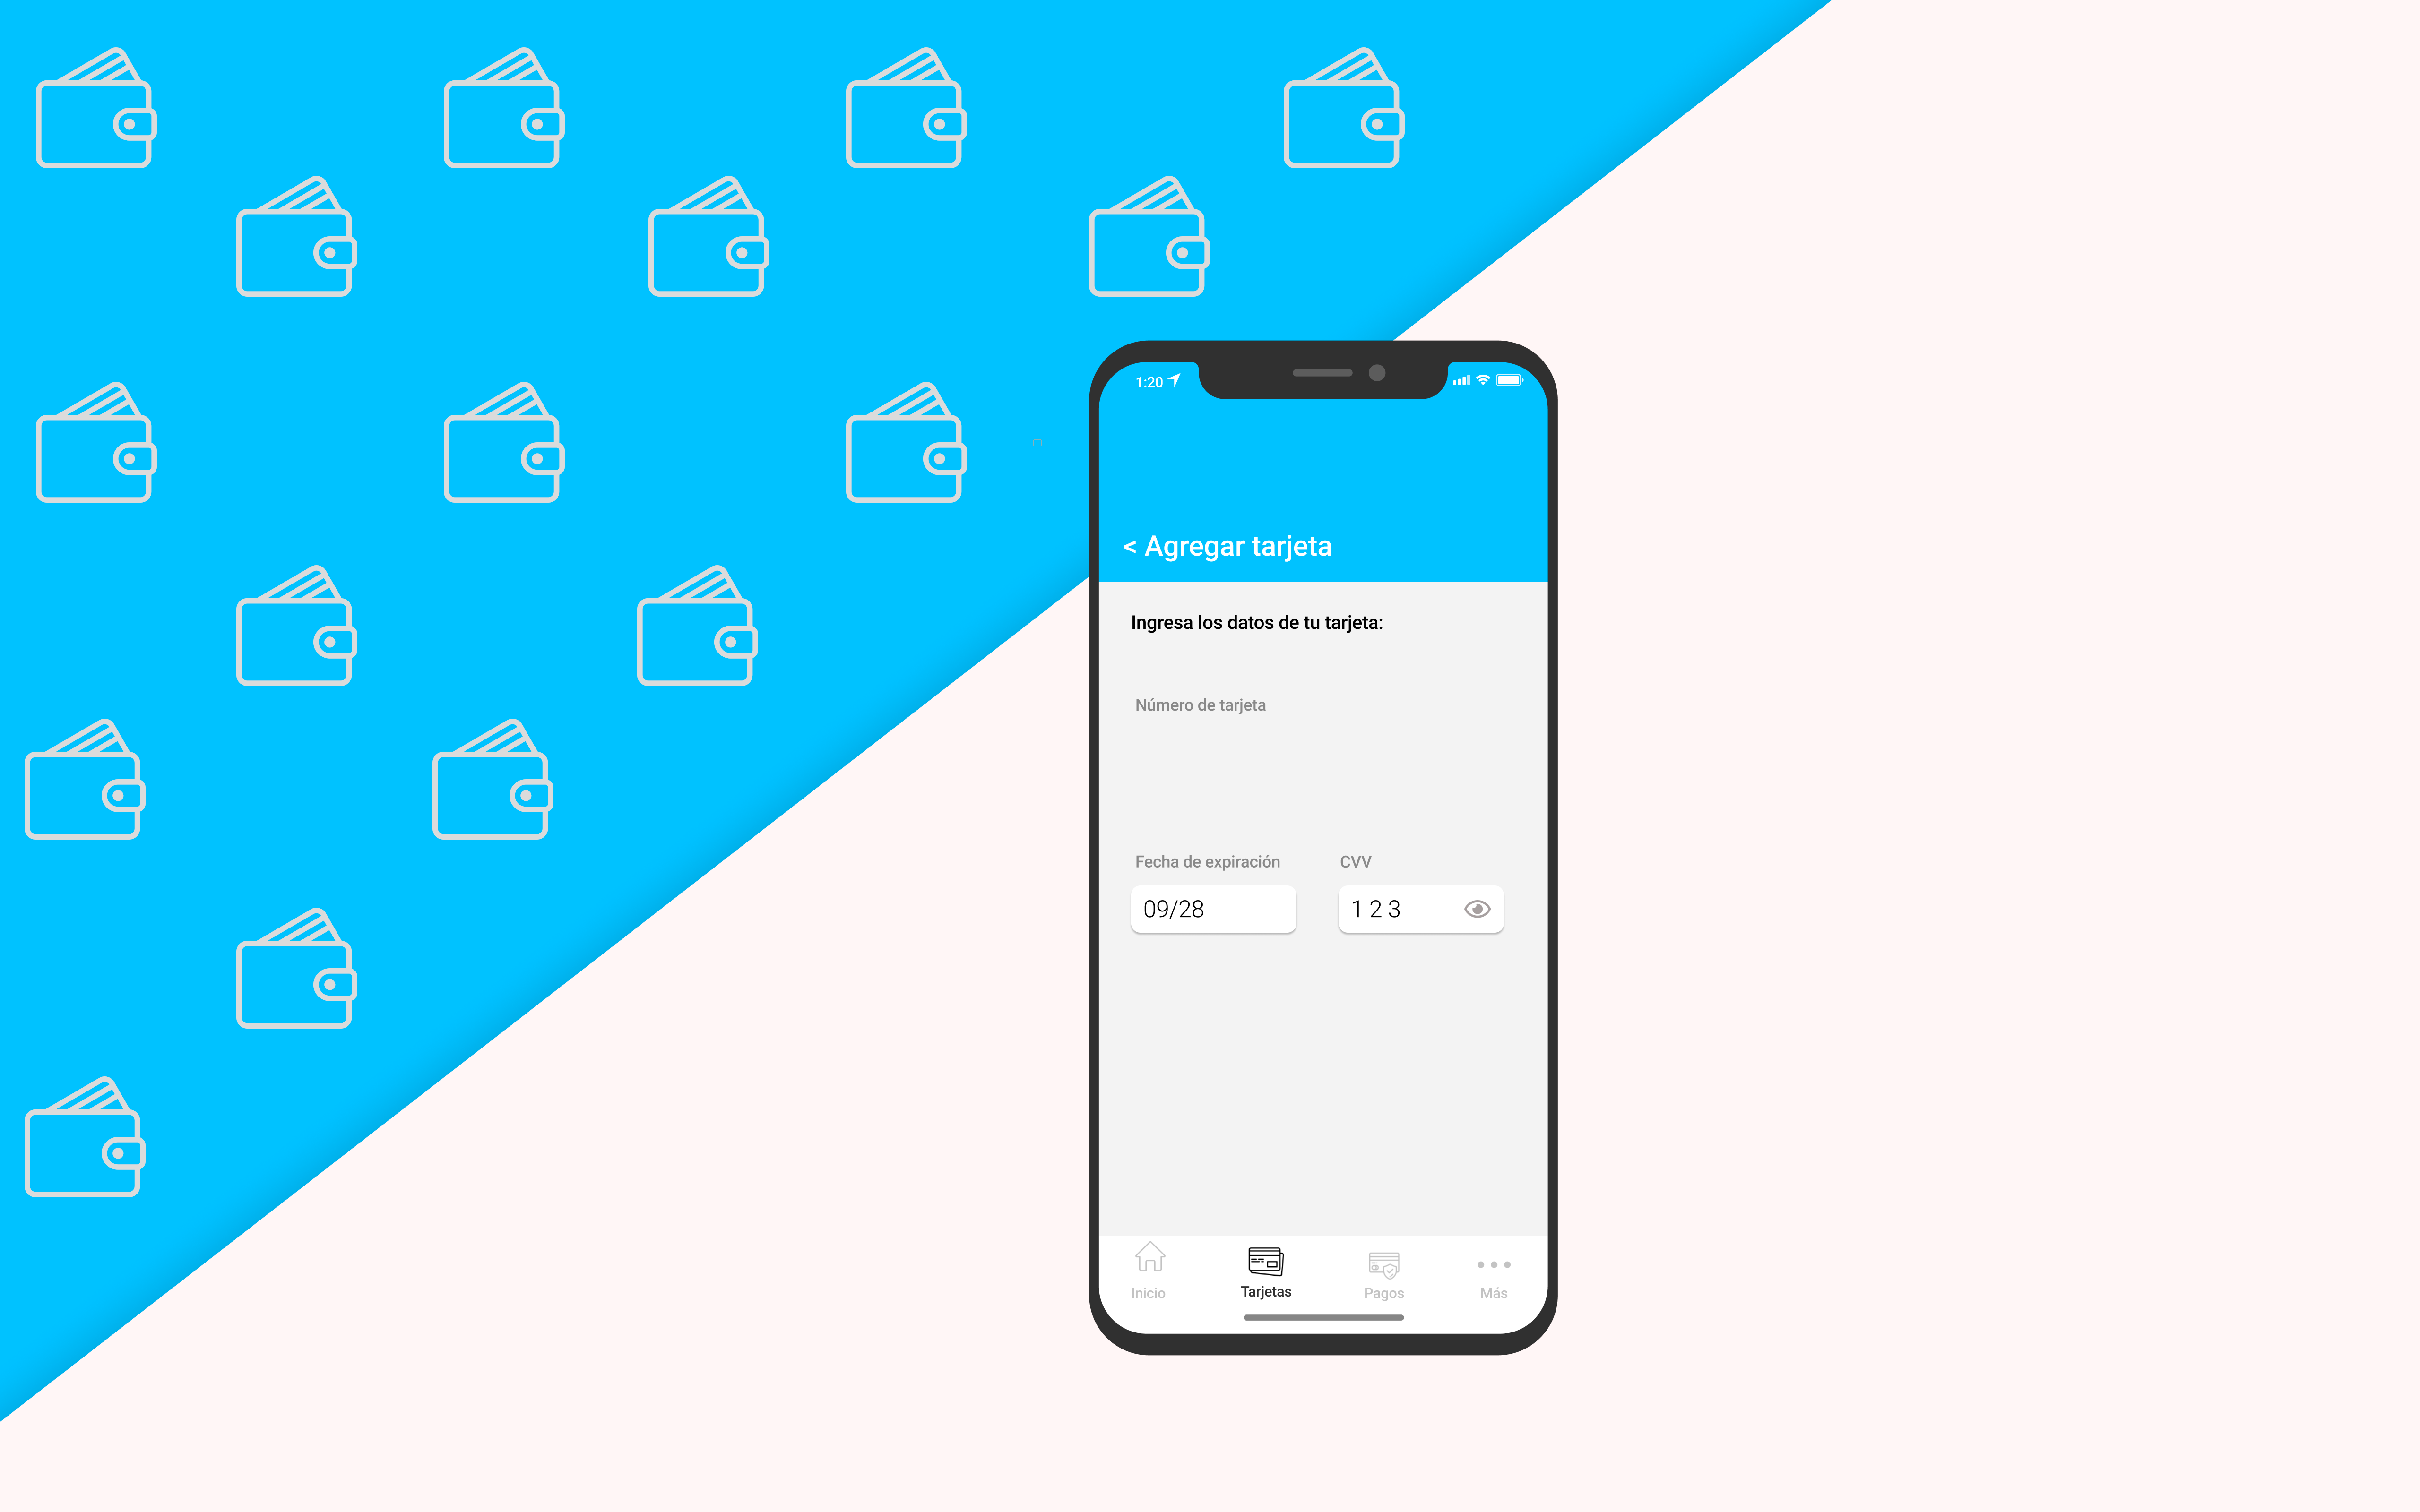 1:20
< Agregar tarjeta
Ingresa los datos de tu tarjeta:
Número de tarjeta
Fecha de expiración CVV
09/28 1 2 3
Inicio Tarjetas Pagos Más